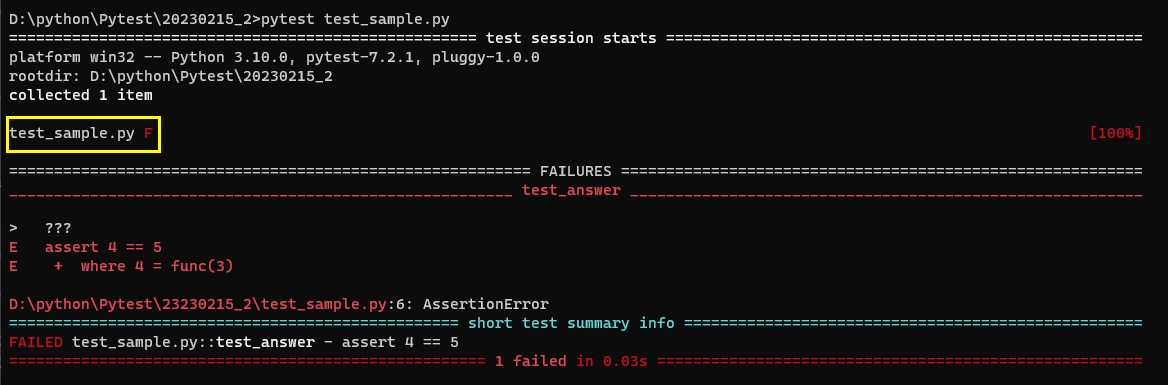 D:\python\Pytest\20230215_2>pytest test_sample.py
==================================================== test session starts =====================================================
platform win32 -- Python 3.10.0, pytest-7.2.1, pluggy-1.0.0
rootdir: D:\python\Pytest\20230215_2
collected 1 item
test_sample.py F [100%]
========================================================== FAILURES ==========================================================
________________________________________________________ test_answer _________________________________________________________
>   ???
E   assert 4 == 5
E    +  where 4 = func(3)
D:\python\Pytest\23230215_2\test_sample.py:6: AssertionError
================================================== short test summary info ===================================================
FAILED test_sample.py::test_answer - assert 4 == 5
===================================================== 1 failed in 0.03s ======================================================